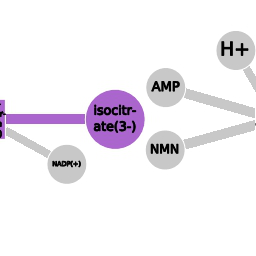 H+
AMP
isocitr-
ate(3-)
NMN
NADP(+)